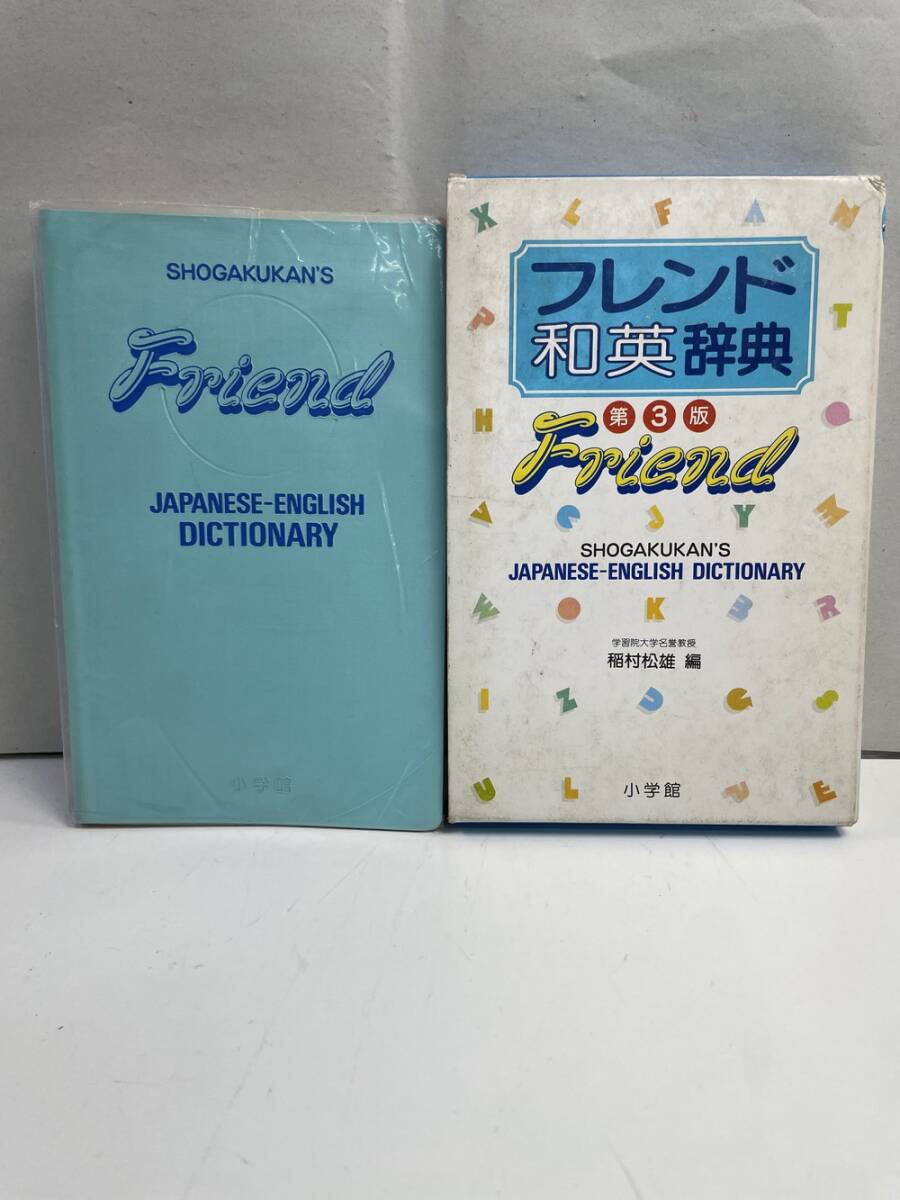 SHOGAKUKAN'S
Friend
JAPANESE-ENGLISH
DICTIONARY
小学館
X L F A N
フレンド
和英辞典
P T
第3版
H Q
Friend
V C J Y M
SHOGAKUKAN'S
JAPANESE-ENGLISH DICTIONARY
W O K B R
学習院大学名誉教授
稲村松雄 編
I Z D G S
U L E
小学館